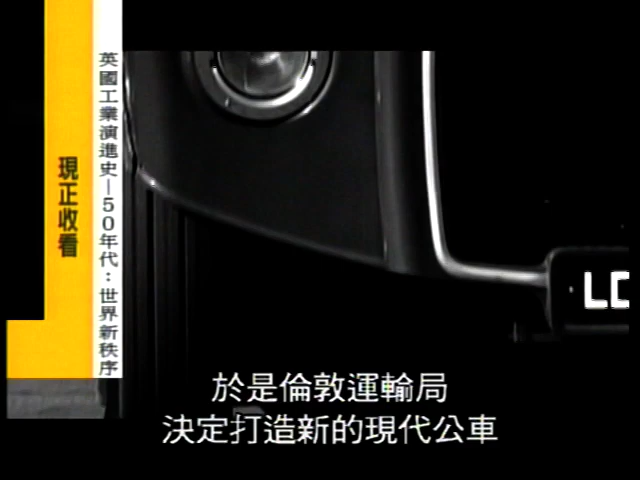 現正收看
英國工業演進史—50年代：世界新秩序
LD
於是倫敦運輸局
決定打造新的現代公車